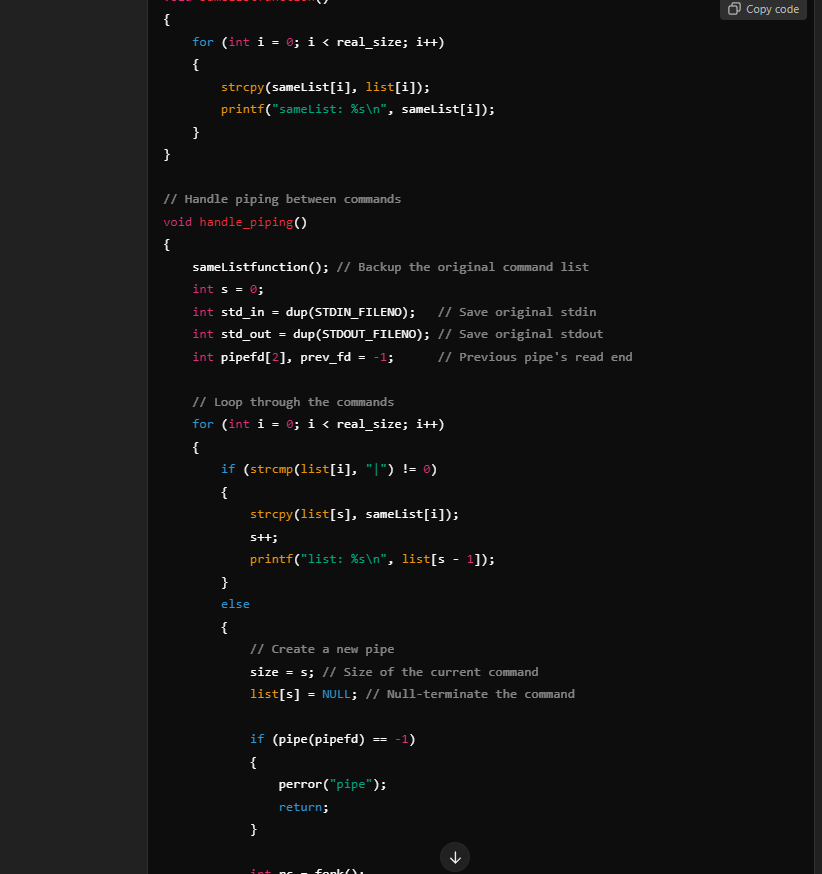 void sameListfunction()
Copy code
{
    for (int i = 0; i < real_size; i++)
    {
        strcpy(sameList[i], list[i]);
        printf("sameList: %s\n", sameList[i]);
    }
}

// Handle piping between commands
void handle_piping()
{
    sameListfunction(); // Backup the original command list
    int s = 0;
    int std_in = dup(STDIN_FILENO);   // Save original stdin
    int std_out = dup(STDOUT_FILENO); // Save original stdout
    int pipefd[2], prev_fd = -1;      // Previous pipe's read end

    // Loop through the commands
    for (int i = 0; i < real_size; i++)
    {
        if (strcmp(list[i], "|") != 0)
        {
            strcpy(list[s], sameList[i]);
            s++;
            printf("list: %s\n", list[s - 1]);
        }
        else
        {
            // Create a new pipe
            size = s; // Size of the current command
            list[s] = NULL; // Null-terminate the command

            if (pipe(pipefd) == -1)
            {
                perror("pipe");
                return;
            }

            int rs = fork();